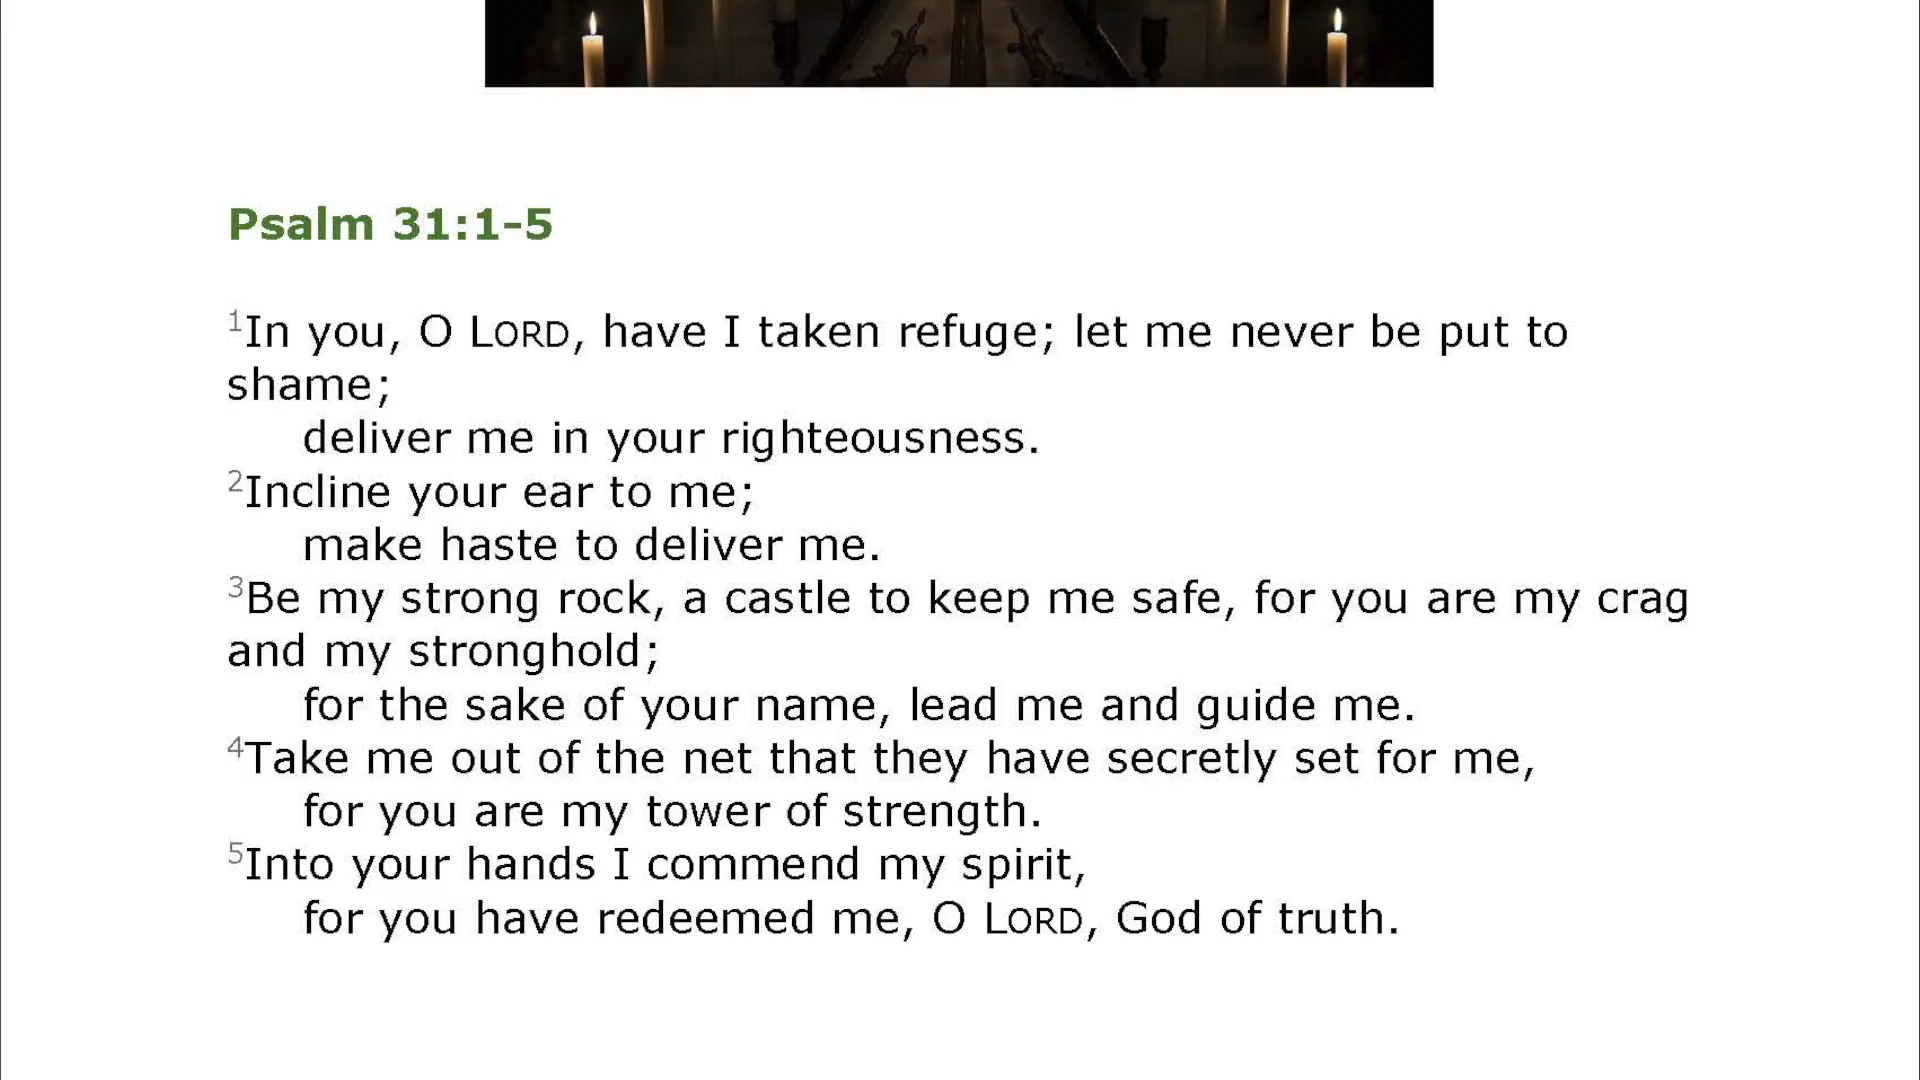 Psalm 31:1-5
1In you, O LORD, have I taken refuge; let me never be put to
shame;
deliver me in your righteousness.
2Incline your ear to me;
make haste to deliver me.
3Be my strong rock, a castle to keep me safe, for you are my crag
and my stronghold;
for the sake of your name, lead me and guide me.
4Take me out of the net that they have secretly set for me,
for you are my tower of strength.
5Into your hands I commend my spirit,
for you have redeemed me, O LORD, God of truth.